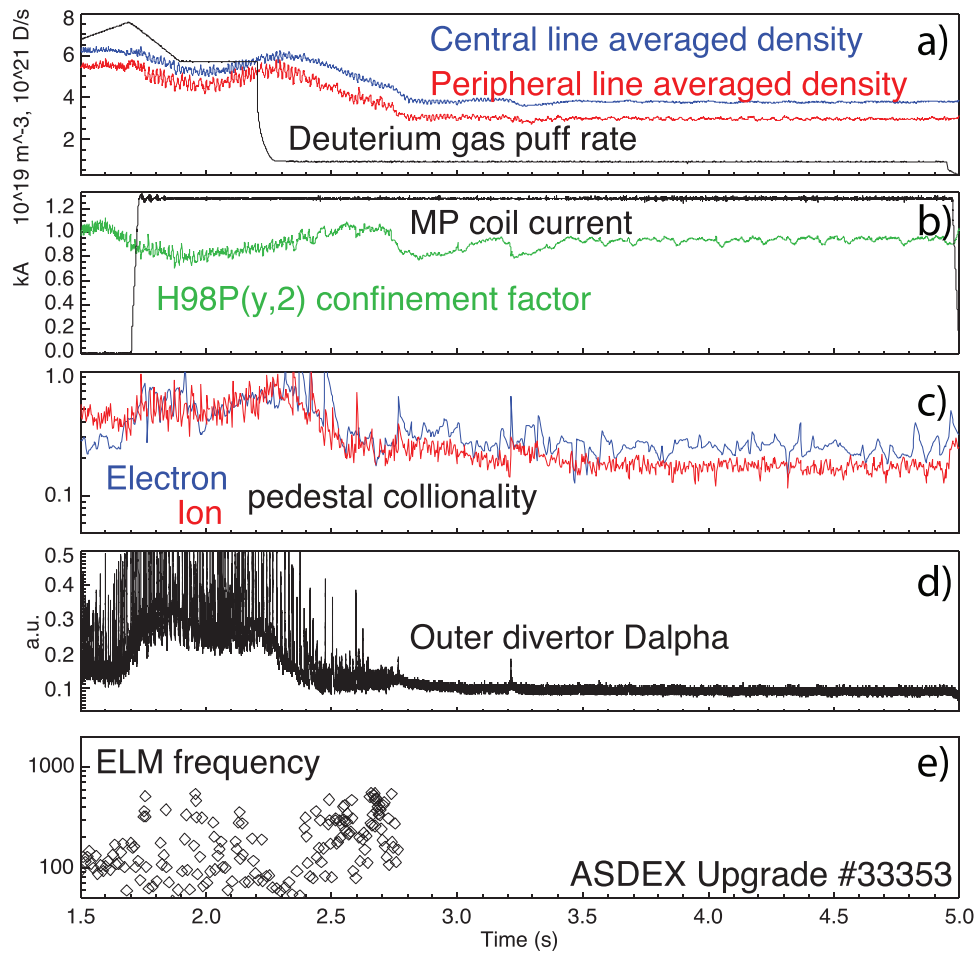 8
6
4
2
10^19 m^-3, 10^21 D/s
Central line averaged density
a)
Peripheral line averaged density
Deuterium gas puff rate
1.2
1.0
0.8
0.6
0.4
0.2
0.0
kA
MP coil current
b)
H98P(y,2) confinement factor
1.0
0.1
c)
Electron
Ion
pedestal collionality
0.5
0.4
0.3
0.2
0.1
a.u.
d)
Outer divertor Dalpha
1000
100
ELM frequency
e)
ASDEX Upgrade #33353
1.5 2.0 2.5 3.0 3.5 4.0 4.5 5.0
Time (s)